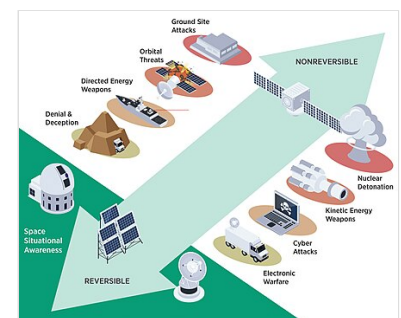 Ground Site
Attacks
Orbital
Threats
NONREVERSIBLE
Directed Energy
Weapons
Denial &
Deception
Nuclear
Detonation
Kinetic Energy
Weapons
Space
Situational
Awareness
Cyber
Attacks
REVERSIBLE
Electronic
Warfare